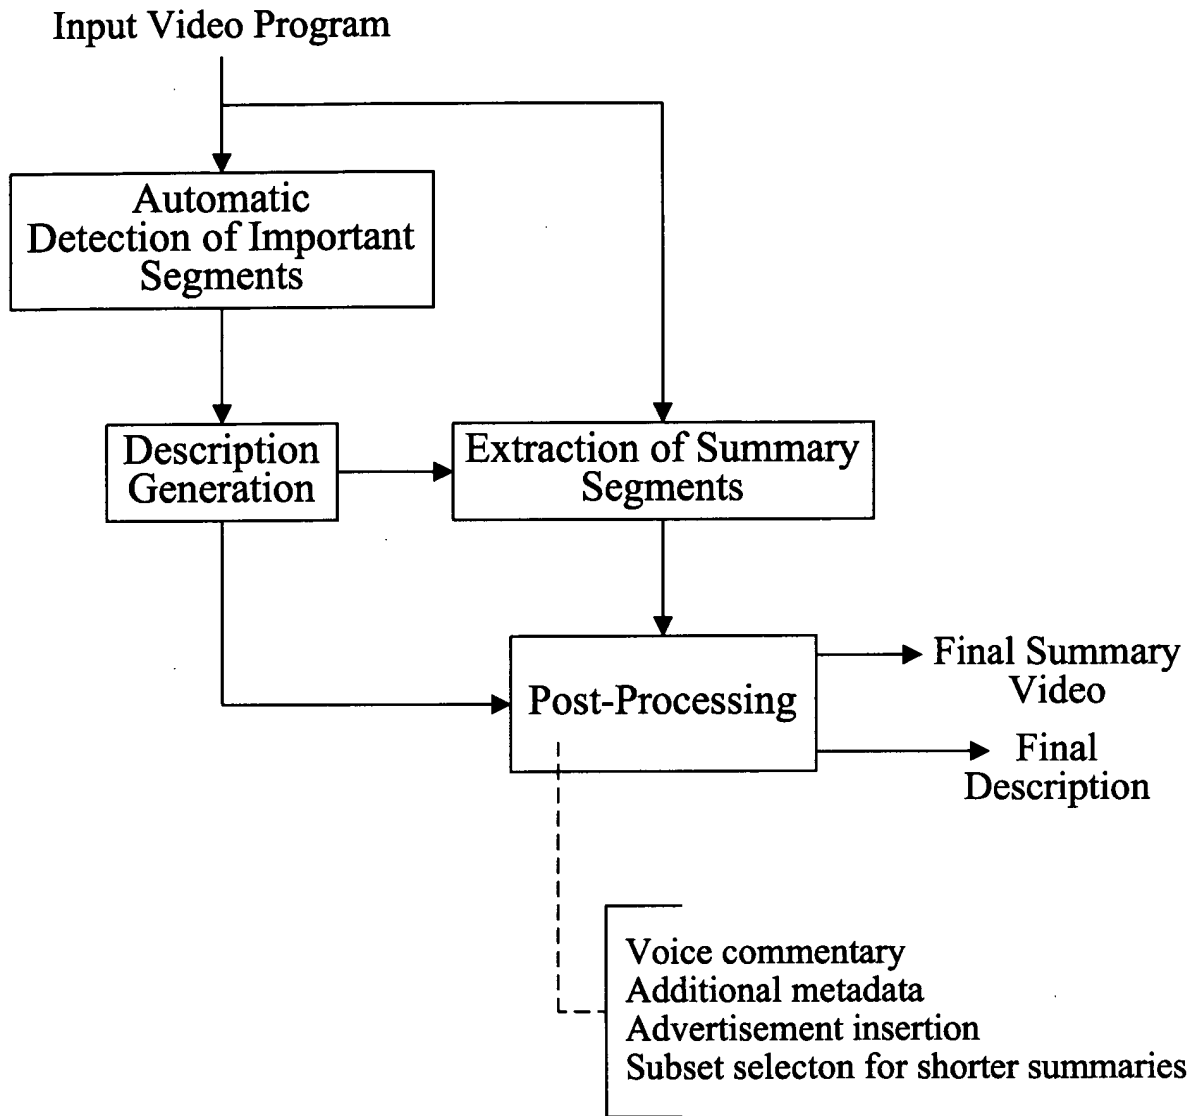 Input Video Program
Automatic
Detection of Important
Segments
Description
Generation
Extraction of Summary
Segments
Post-Processing
Final Summary
Video
Final
Description
Voice commentary
Additional metadata
Advertisement insertion
Subset selecton for shorter summaries